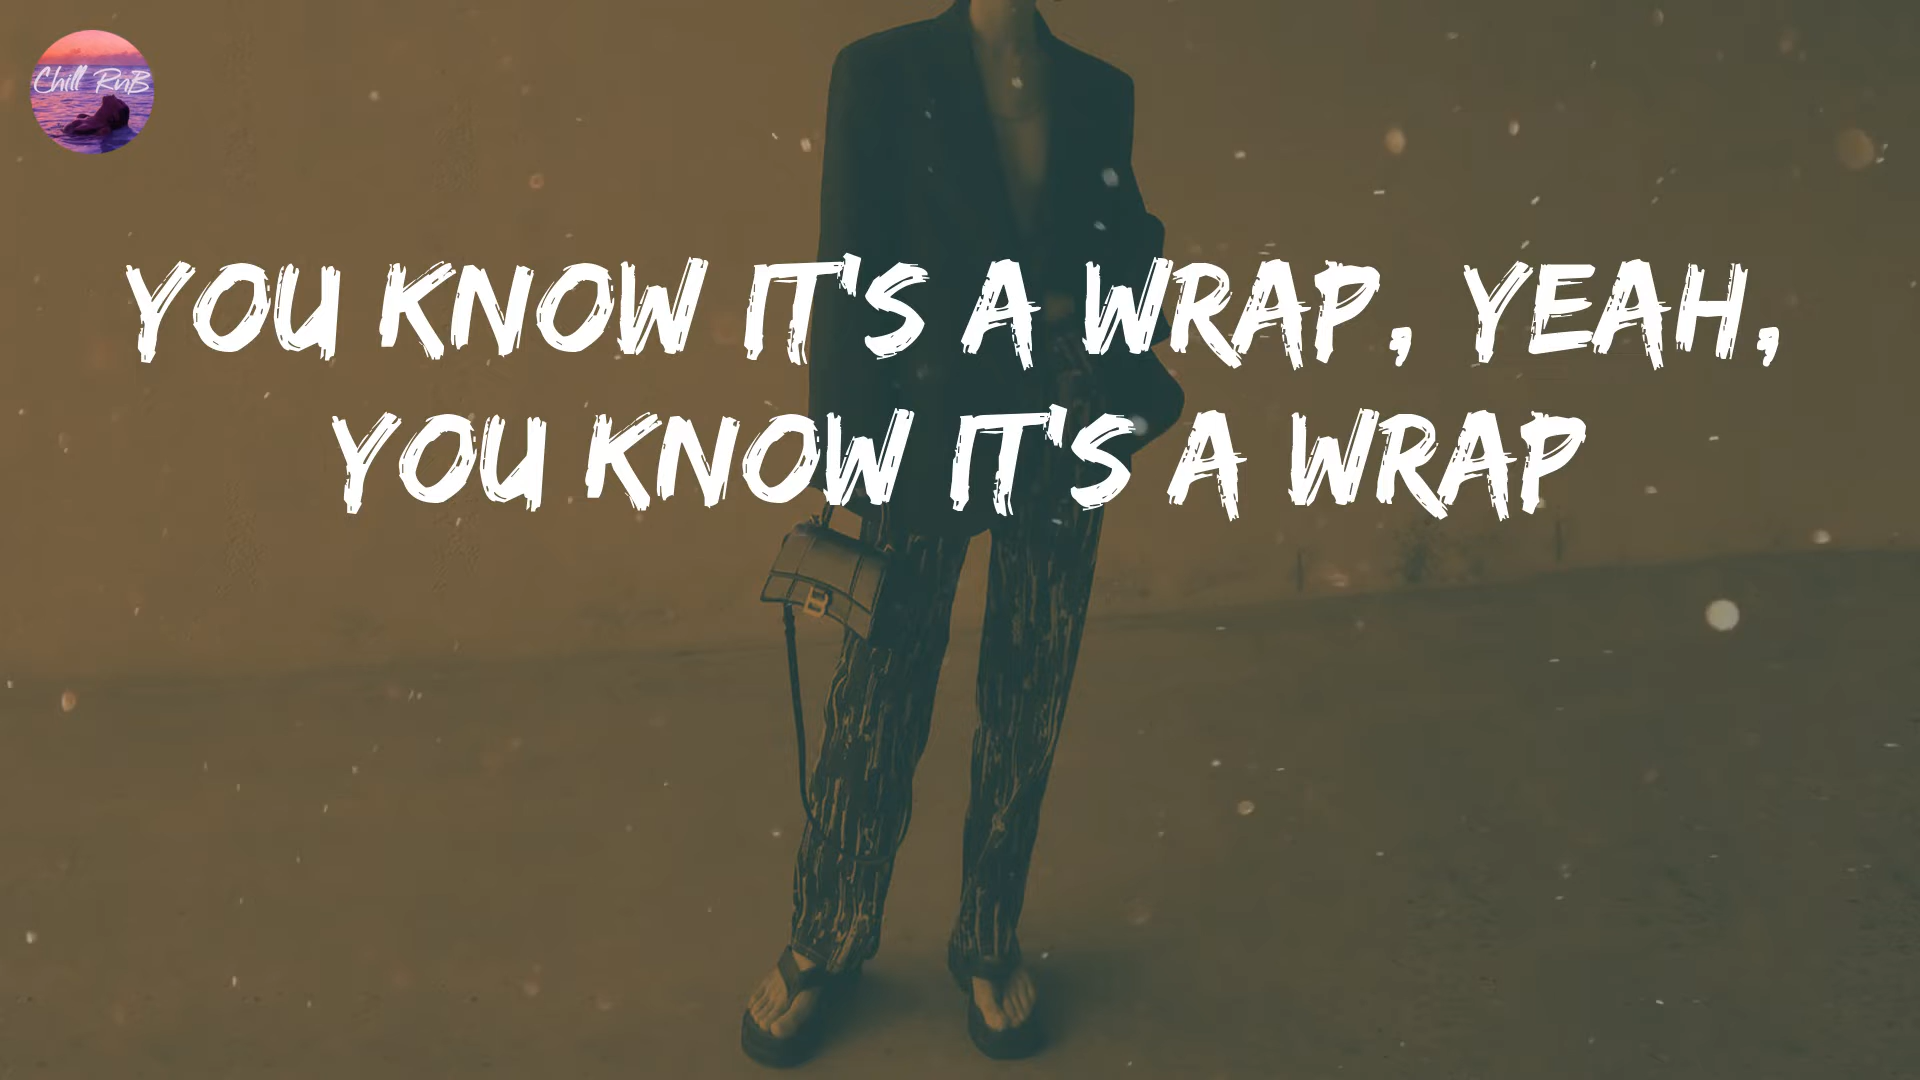 Chill RnB
YOU KNOW IT'S A WRAP, YEAH,
YOU KNOW IT'S A WRAP
B